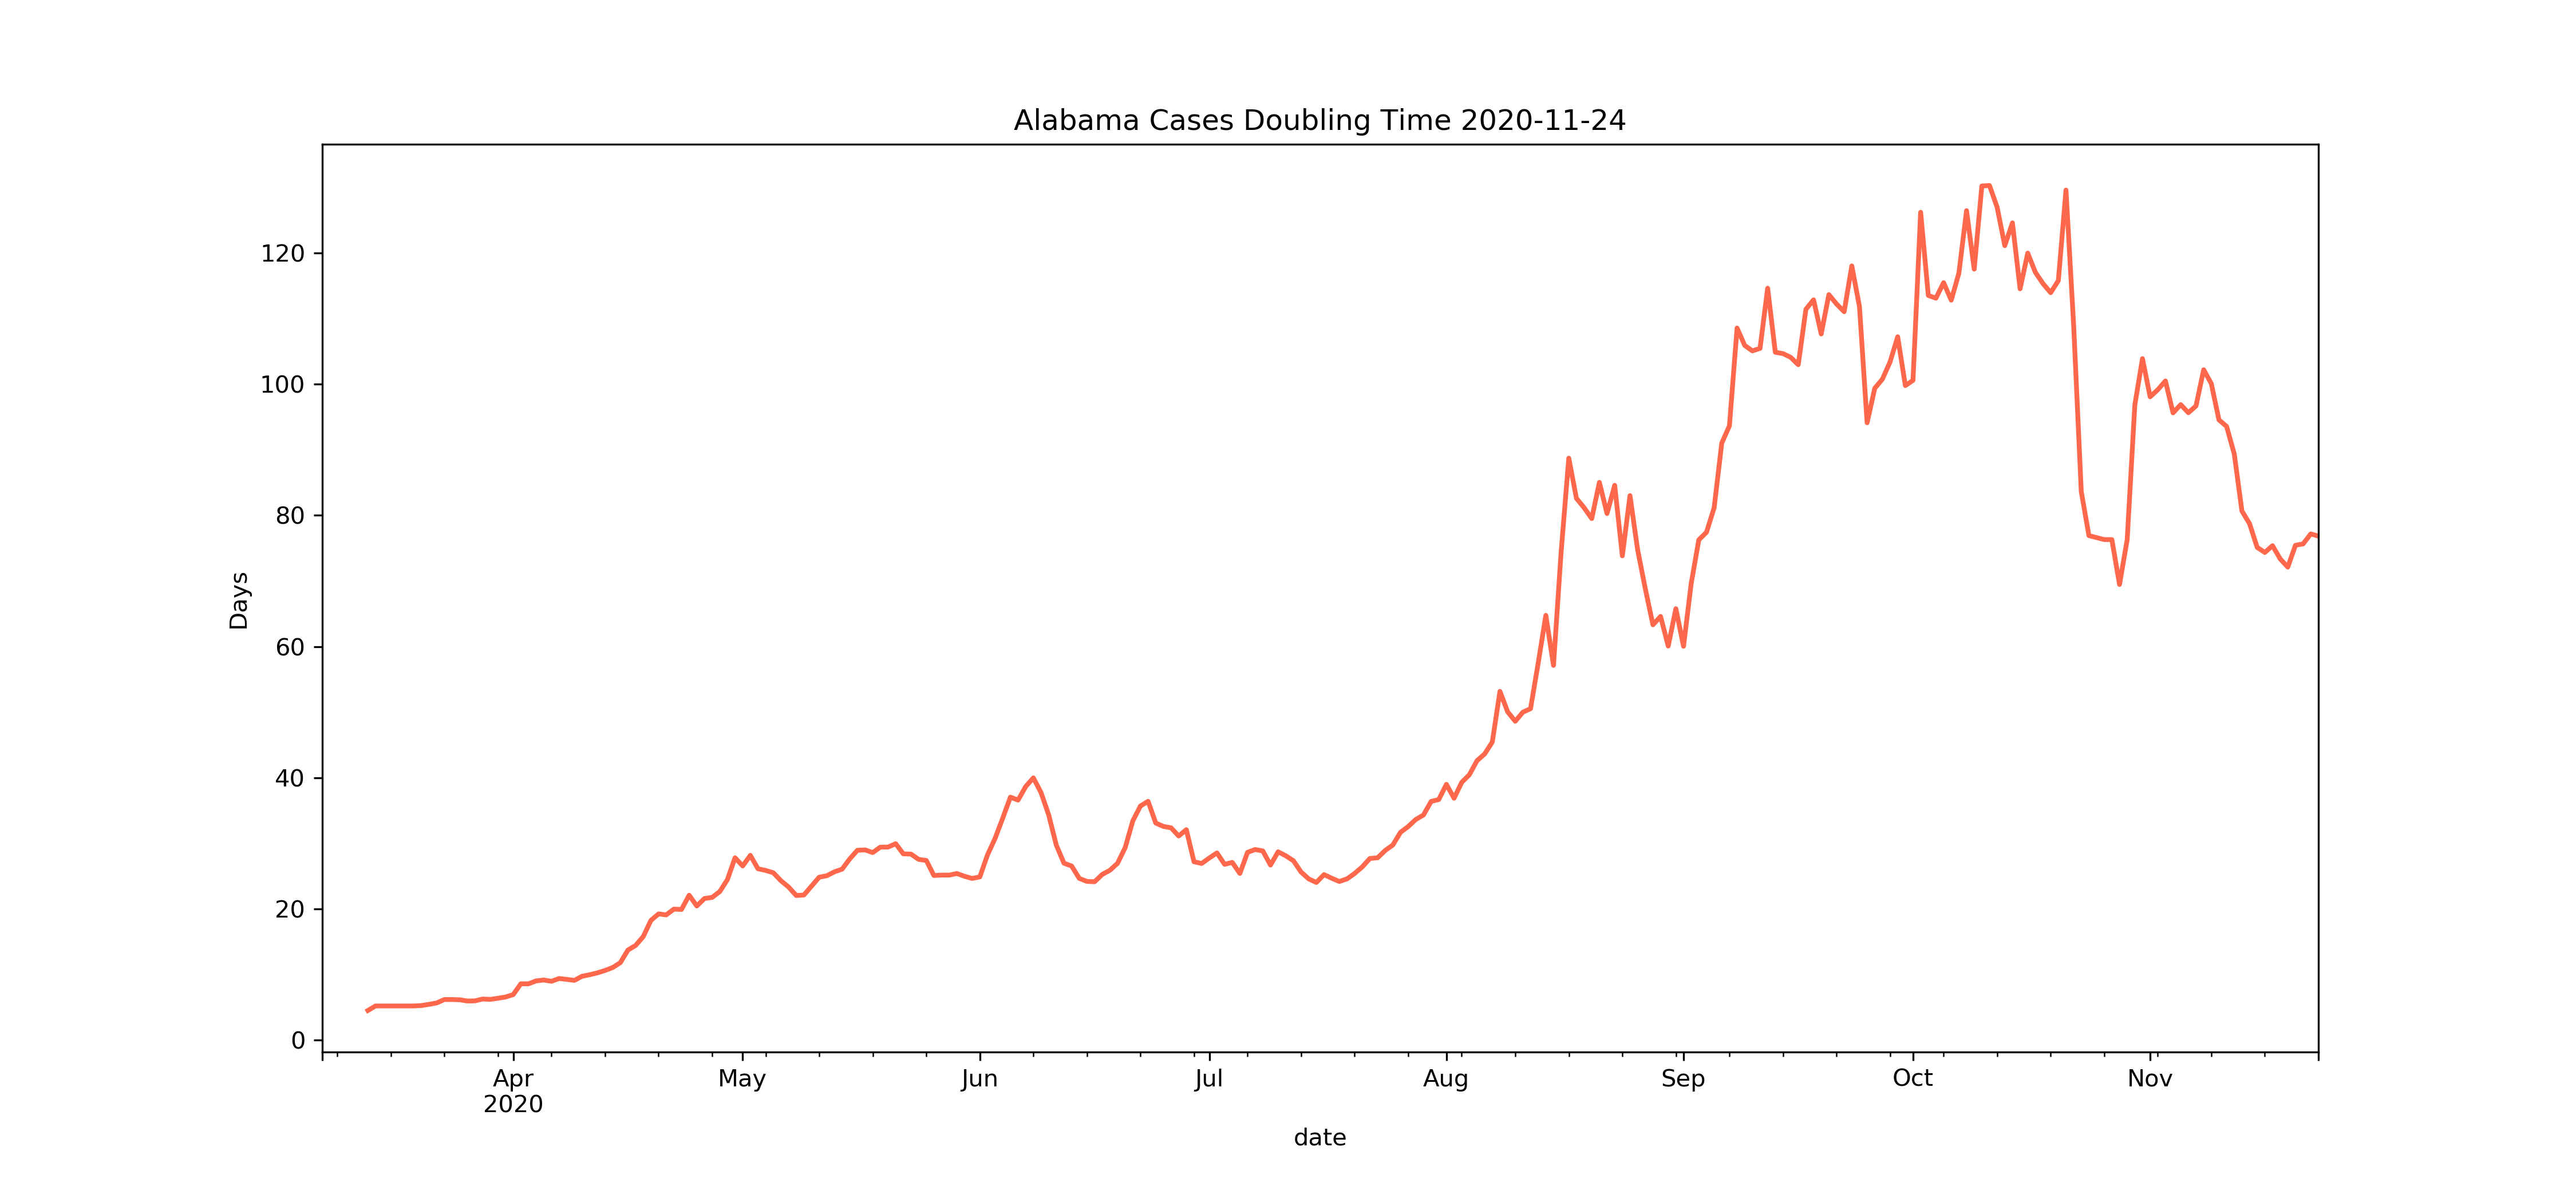 Alabama Cases Doubling Time 2020-11-24
120
100
80
60
40
20
0
Days
Apr May Jun Jul Aug Sep Oct Nov
2020
date